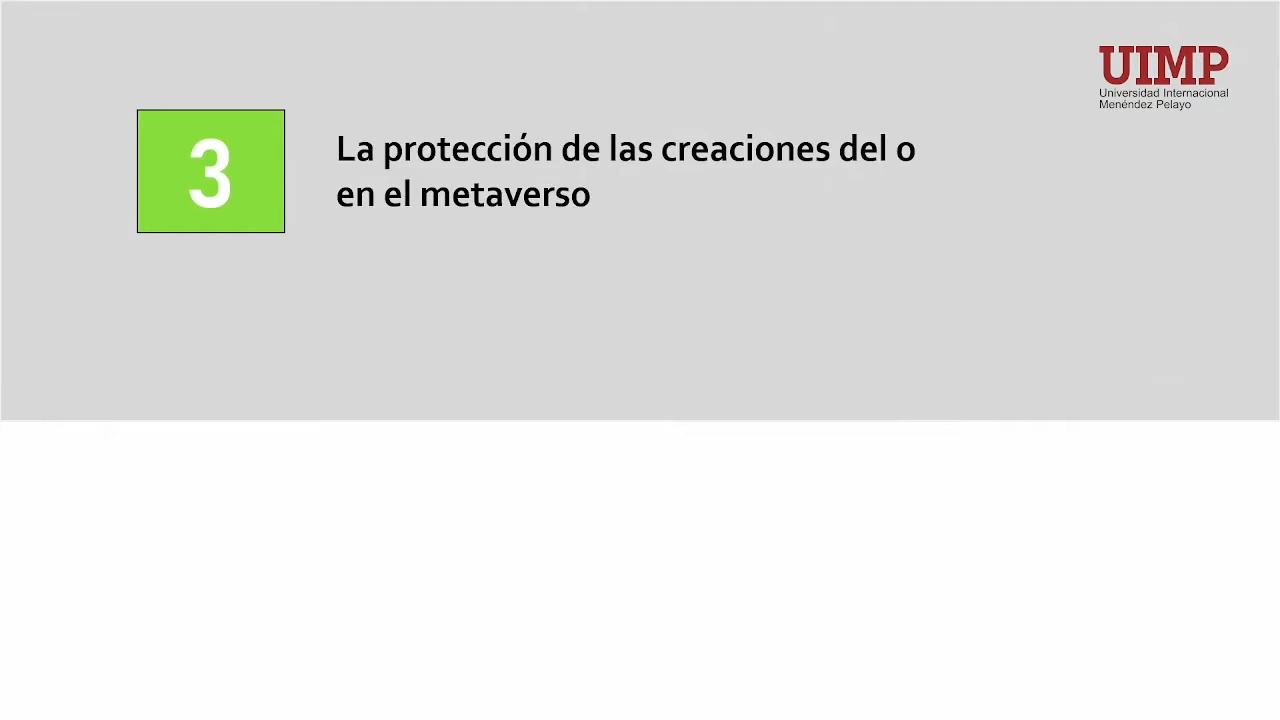 UIMP
Universidad Internacional
Menéndez Pelayo
3
La protección de las creaciones del o
en el metaverso